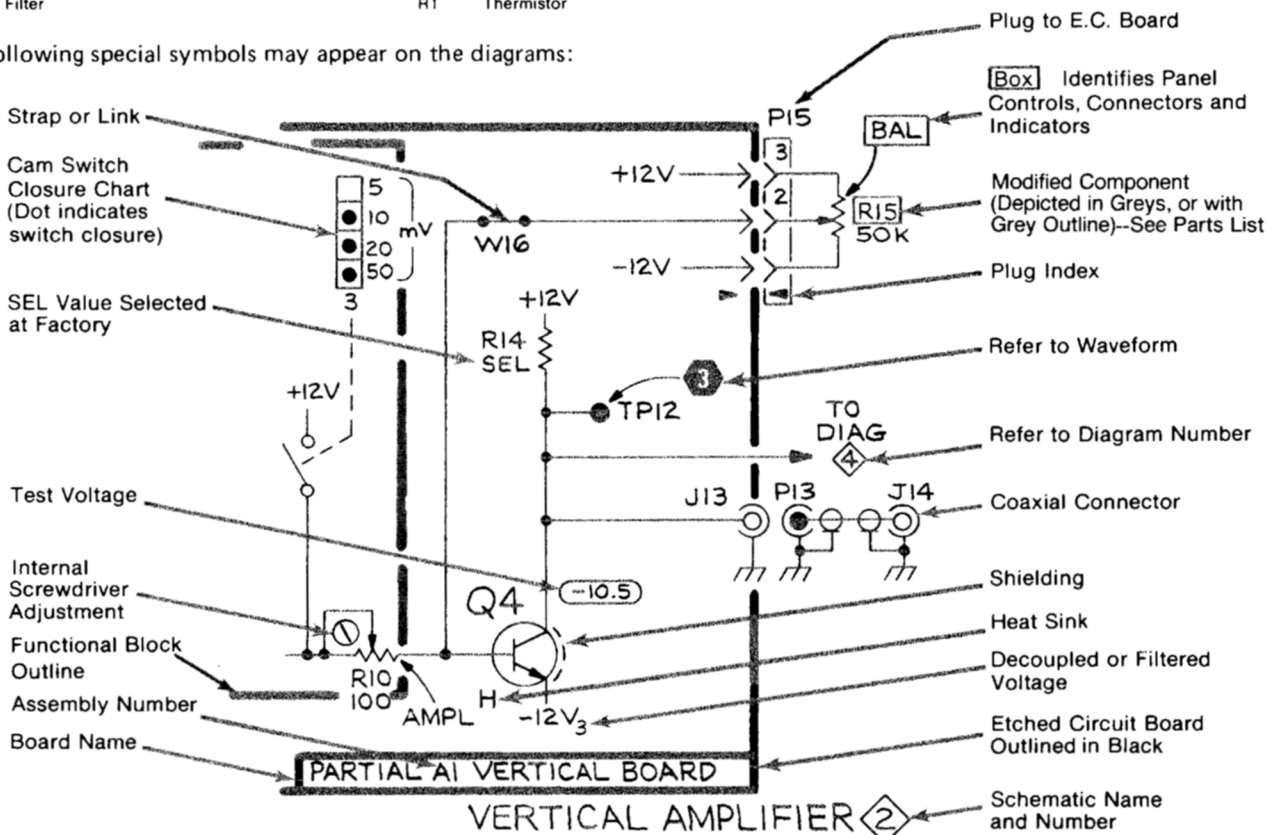 Filter
RT Thermistor
ollowing special symbols may appear on the diagrams:
Strap or Link
Cam Switch
Closure Chart
(Dot indicates
switch closure)
SEL Value Selected
at Factory
Test Voltage
Internal
Screwdriver
Adjustment
Functional Block
Outline
Assembly Number
Board Name
5
10
20
50
mV
3
+12V
W16
+12V
-12V
P15
3
2
BAL
R15
50K
+12V
R14
SEL
3
TP12
TO
DIAG
4
J13
P13
J14
-10.5
Q4
R10
100
AMPL
H
-12V3
PARTIAL A1 VERTICAL BOARD
VERTICAL AMPLIFIER 2
Plug to E.C. Board
Box Identifies Panel
Controls, Connectors and
Indicators
Modified Component
(Depicted in Greys, or with
Grey Outline)--See Parts List
Plug Index
Refer to Waveform
Refer to Diagram Number
Coaxial Connector
Shielding
Heat Sink
Decoupled or Filtered
Voltage
Etched Circuit Board
Outlined in Black
Schematic Name
and Number